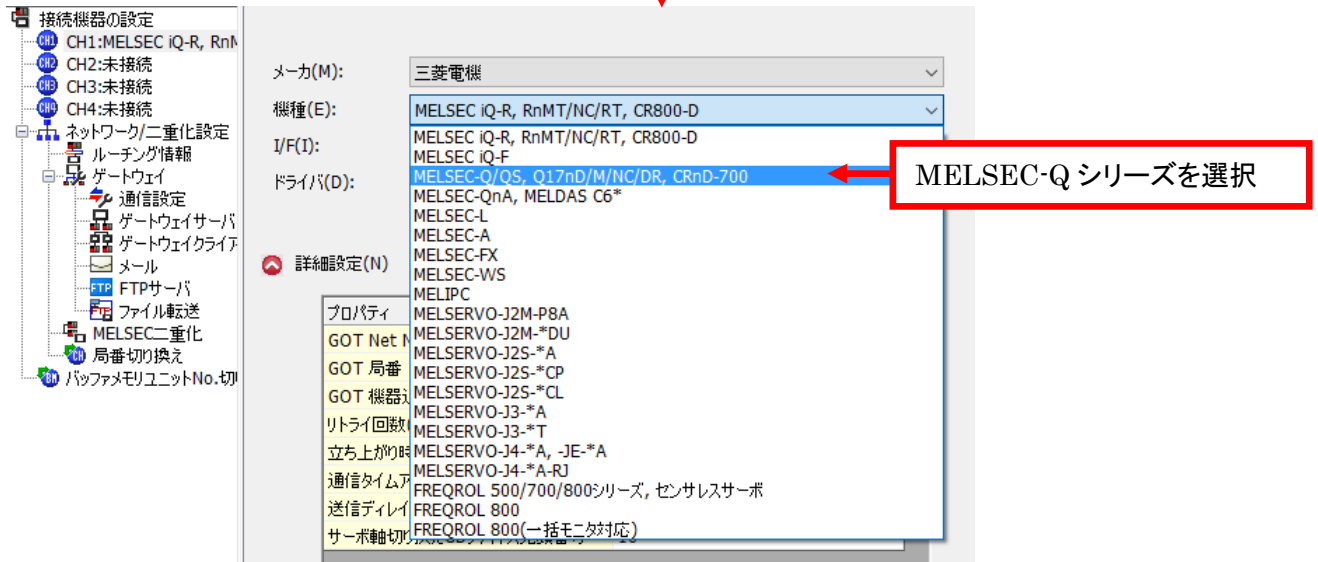 接続機器の設定
CH1:MELSEC iQ-R, Rn
CH2:未接続
CH3:未接続
CH4:未接続
ネットワーク/二重化設定
ルーチング情報
ゲートウェイ
通信設定
ゲートウェイサーバ
ゲートウェイクライア
メール
FTPサーバ
ファイル転送
MELSEC二重化
局番切り換え
バッファメモリユニットNo.切
メーカ(M):
三菱電機
機種(E):
MELSEC iQ-R, RnMT/NC/RT, CR800-D
I/F(I):
ドライバ(D):
MELSEC iQ-R, RnMT/NC/RT, CR800-D
MELSEC iQ-F
MELSEC-Q/QS, Q17nD/M/NC/DR, CRnD-700
MELSEC-QnA, MELDAS C6*
MELSEC-L
MELSEC-A
MELSEC-FX
MELSEC-WS
MELIPC
MELSERVO-J2M-P8A
MELSERVO-J2M-*DU
MELSERVO-J2S-*A
MELSERVO-J2S-*CP
MELSERVO-J2S-*CL
MELSERVO-J3-*A
MELSERVO-J3-*T
MELSERVO-J4-*A, -JE-*A
MELSERVO-J4-*A-RJ
FREQROL 500/700/800シリーズ, センサレスサーボ
FREQROL 800
FREQROL 800(一括モニタ対応)
MELSEC-Q シリーズを選択
詳細設定(N)
プロパティ
GOT Net
GOT 局番
GOT 機器
リトライ回数
立ち上がり時
通信タイムア
送信ディレイ
サーボ軸切り